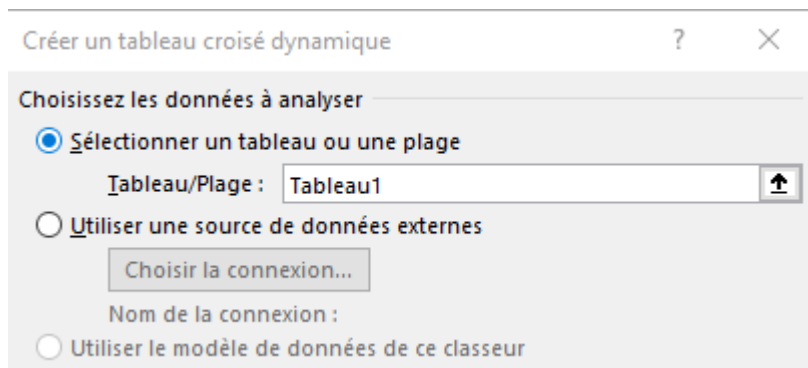 Créer un tableau croisé dynamique ?
Choisissez les données à analyser
Sélectionner un tableau ou une plage
Tableau/Plage : Tableau1
Utiliser une source de données externes
Choisir la connexion...
Nom de la connexion :
Utiliser le modèle de données de ce classeur